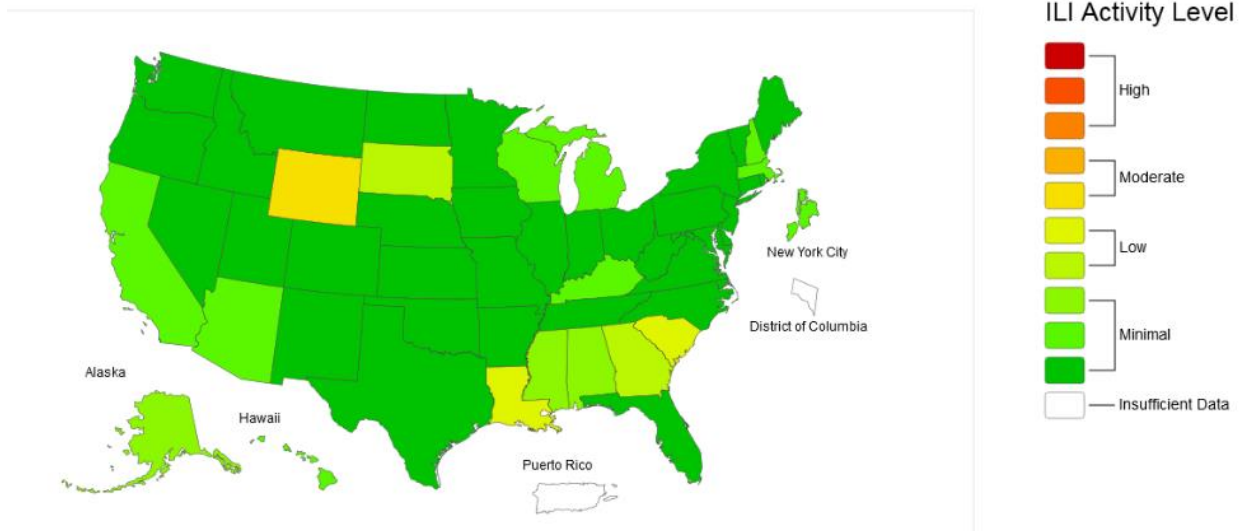 ILI Activity Level
High
Moderate
Low
Minimal
Insufficient Data
New York City
District of Columbia
Alaska
Hawaii
Puerto Rico